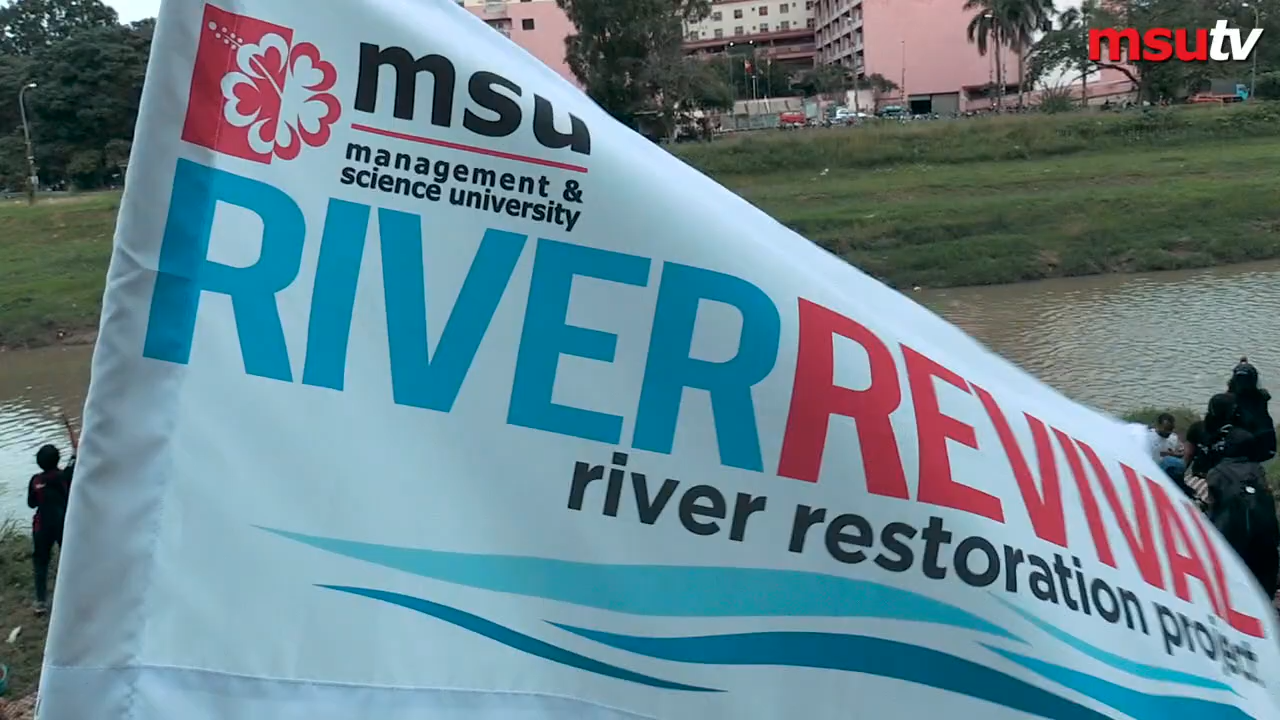 msutv
msu
management &
science university
RIVERREVIVAL
river restoration project